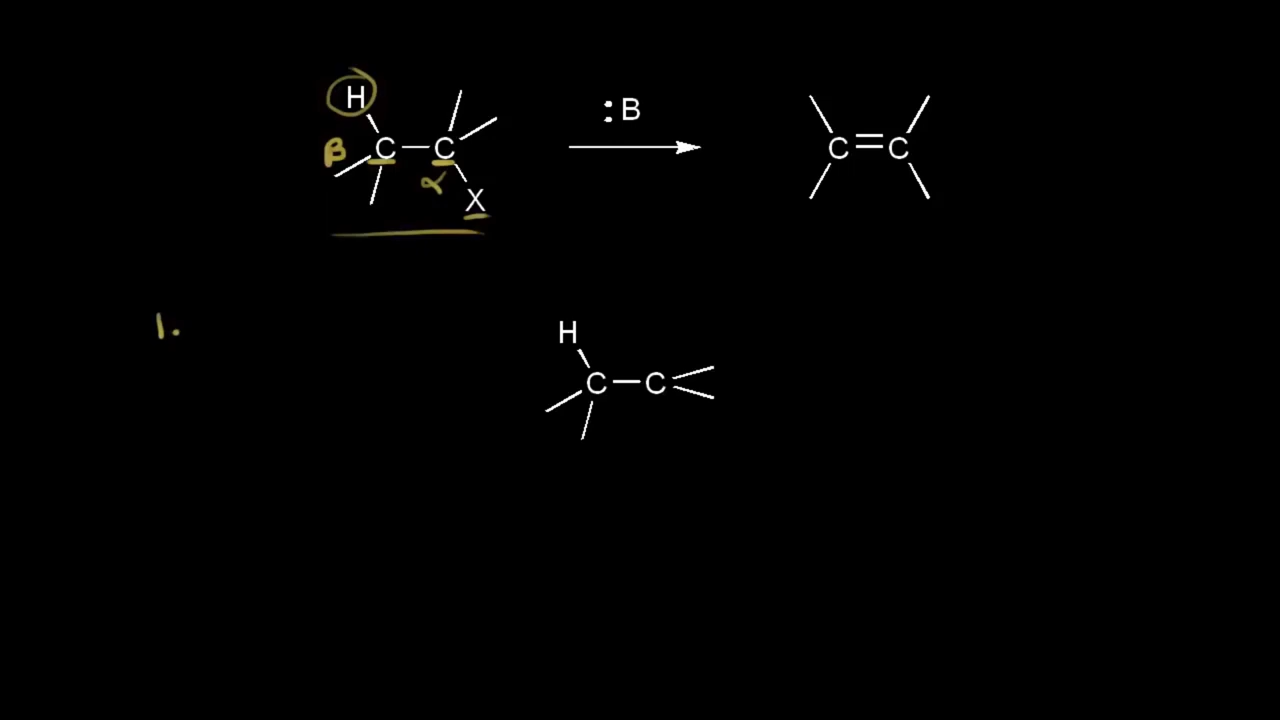 H
:B
β C — C C = C
α
X
1.
H
C — C